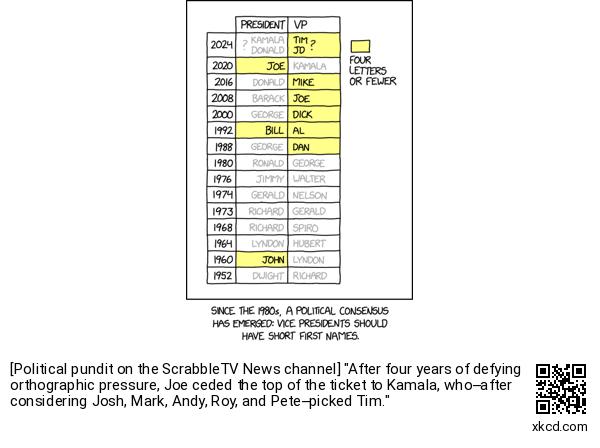 PRESIDENT VP
2024 ? KAMALA DONALD TIM JD ?
2020 JOE KAMALA
2016 DONALD MIKE
2008 BARACK JOE
2000 GEORGE DICK
1992 BILL AL
1988 GEORGE DAN
1980 RONALD GEORGE
1976 JIMMY WALTER
1974 GERALD NELSON
1973 RICHARD GERALD
1968 RICHARD SPIRO
1964 LYNDON HUBERT
1960 JOHN LYNDON
1952 DWIGHT RICHARD
FOUR
LETTERS
OR FEWER
SINCE THE 1980s, A POLITICAL CONSENSUS
HAS EMERGED: VICE PRESIDENTS SHOULD
HAVE SHORT FIRST NAMES.
[Political pundit on the ScrabbleTV News channel] "After four years of defying
orthographic pressure, Joe ceded the top of the ticket to Kamala, who—after
considering Josh, Mark, Andy, Roy, and Pete—picked Tim."
xkcd.com